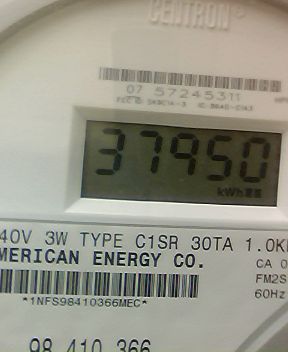 CENTRON®
07 57245311
37950
kWh
40V 3W TYPE C1SR 30TA 1.0K
MERICAN ENERGY CO.
CA 0
FM2S
*1NFS98410366MEC*
60Hz
98 410 366